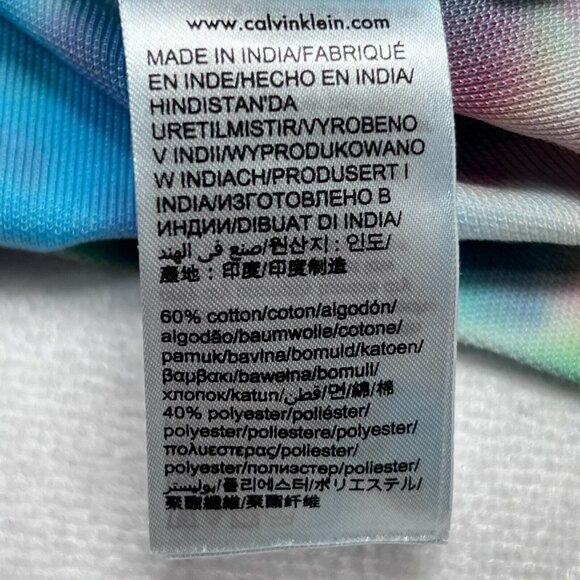 www.calvinklein.com
MADE IN INDIA/FABRIQUÉ
EN INDE/HECHO EN INDIA/
HINDISTAN'DA
URETILMISTIR/VYROBENO
V INDII/WYPRODUKOWANO
W INDIACH/PRODSERT I
INDIA/ИЗГОТОВЛЕНО В
ИНДИИ/DIBUAT DI INDIA/
صنع في الهند/원산지 : 인도/
產地 : 印度/印度制造
60% cotton/coton/algodón/
algodão/baumwolle/cotone/
pamuk/bavlna/bomuld/katoen/
βαμβακι/bawełna/bomull/
хлопок/katun/قطن/면/綿/棉
40% polyester/poliéster/
polyester/poliestere/polyester/
πολυεστερας/poliester/
polyester/полиэстер/poliester/
بوليستر/폴리에스터/ポリエステル/
聚酯纖維/聚酯纤维